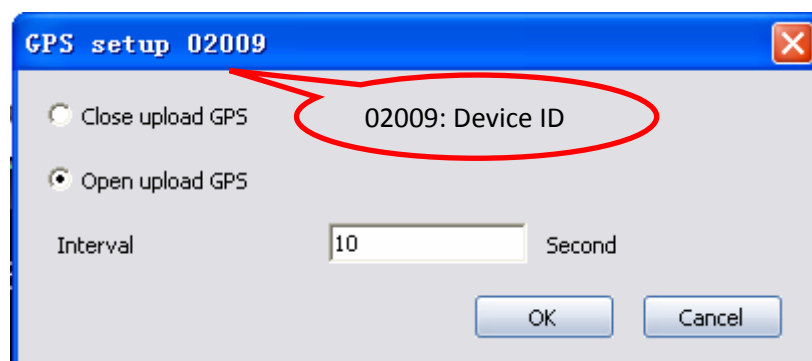 GPS setup 02009
Close upload GPS
02009: Device ID
Open upload GPS
Interval
10
Second
OK
Cancel